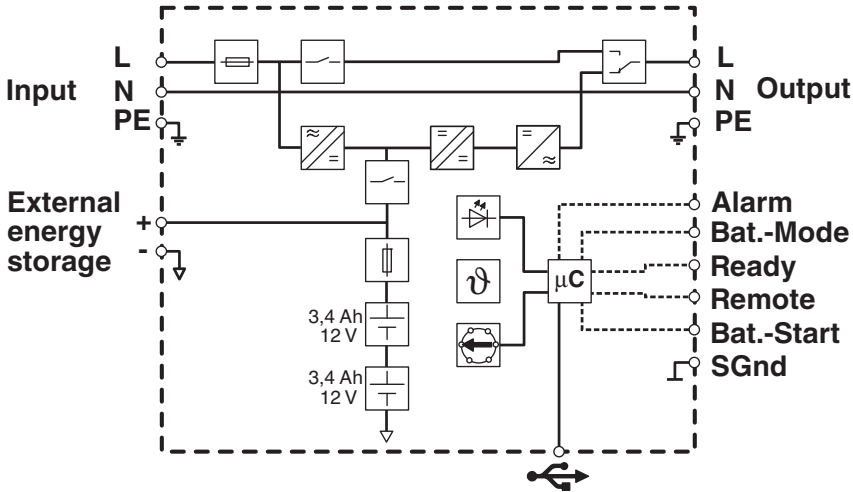 L
Input
N
PE
L
N
Output
PE
External
energy
storage
+
-
3,4 Ah
12 V
3,4 Ah
12 V
ϑ
µC
Alarm
Bat.-Mode
Ready
Remote
Bat.-Start
SGnd